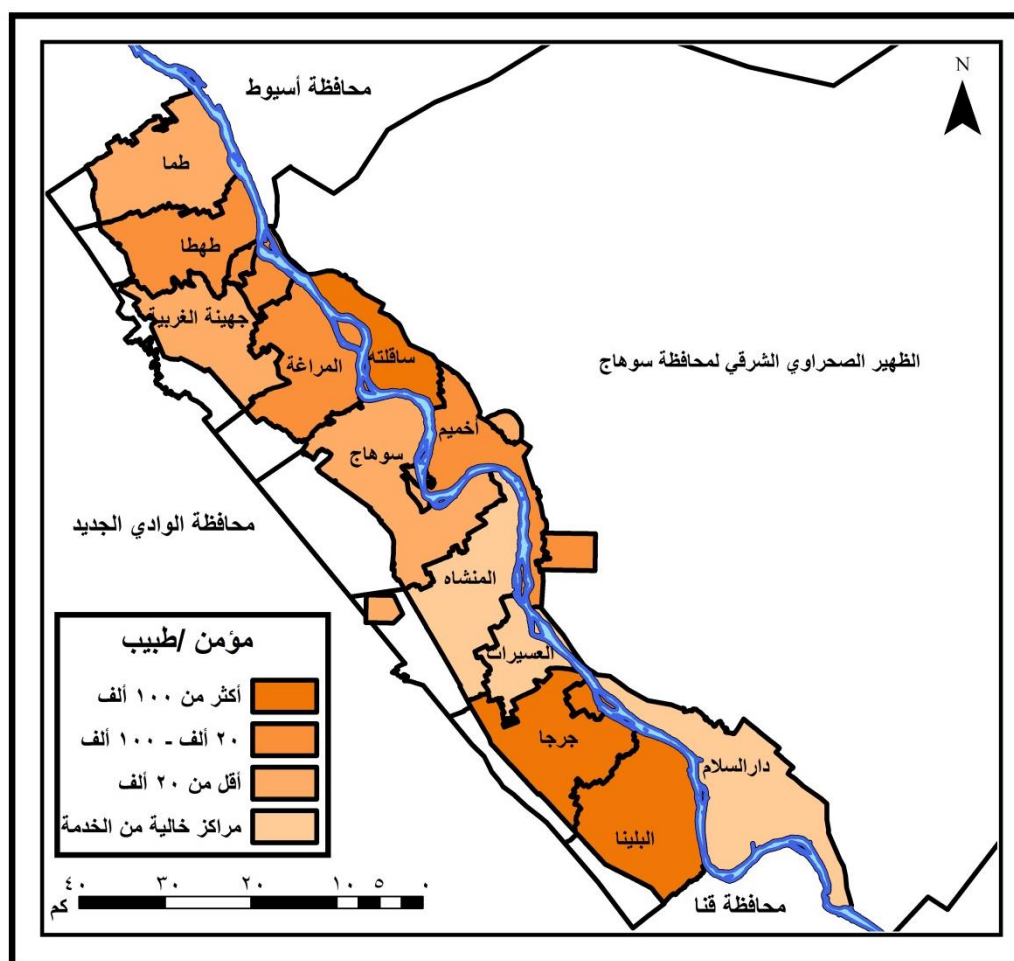 N
محافظة أسيوط
طما
طهطا
جهينة الغربية
المراغة
ساقلته
الظهير الصحراوي الشرقي لمحافظة سوهاج
أخميم
سوهاج
محافظة الوادي الجديد
المنشاه
العسيرات
جرجا
دارالسلام
البلينا
محافظة قنا
مؤمن /طبيب
أكثر من ١٠٠ ألف
٢٠ ألف - ١٠٠ ألف
أقل من ٢٠ ألف
مراكز خالية من الخدمة
٤٠ ٣٠ ٢٠ ١٠ ٥ ٠
كم